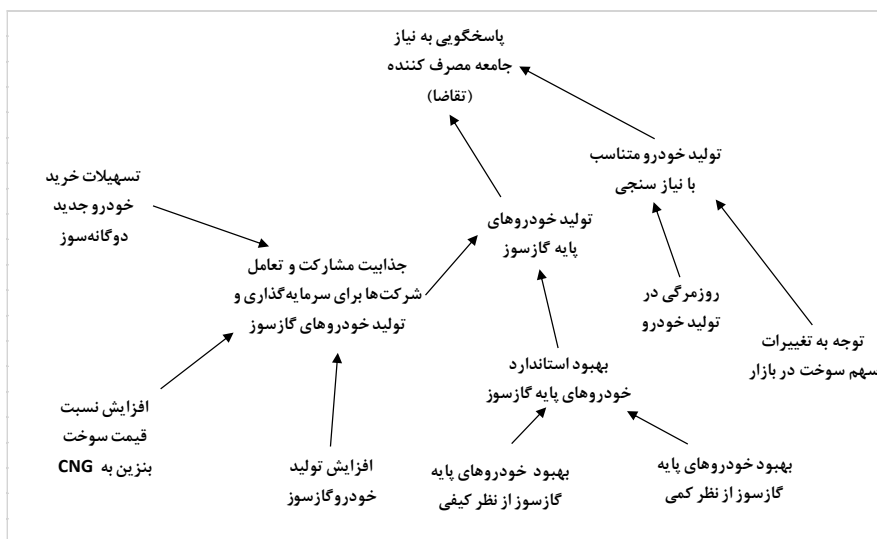 پاسخگویی به نیاز
جامعه مصرف کننده
(تقاضا)
تولید خودرو متناسب
با نیاز سنجی
تسهیلات خرید
خودرو جدید
دوگانه‌سوز
تولید خودروهای
پایه گازسوز
جذابیت مشارکت و تعامل
شرکت‌ها برای سرمایه‌گذاری و
تولید خودروهای گازسوز
روزمرگی در
تولید خودرو
توجه به تغییرات
سهم سوخت در بازار
بهبود استاندارد
خودروهای پایه گازسوز
افزایش نسبت
قیمت سوخت
بنزین به CNG
افزایش تولید
خودروگازسوز
بهبود خودروهای پایه
گازسوز از نظر کیفی
بهبود خودروهای پایه
گازسوز از نظر کمی